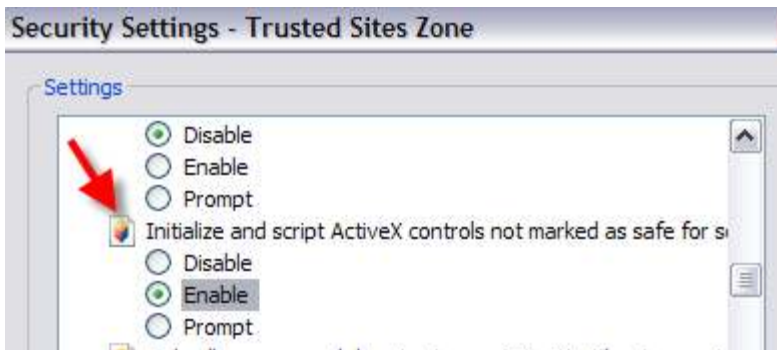 Security Settings - Trusted Sites Zone
Settings
Disable
Enable
Prompt
Initialize and script ActiveX controls not marked as safe for
Disable
Enable
Prompt